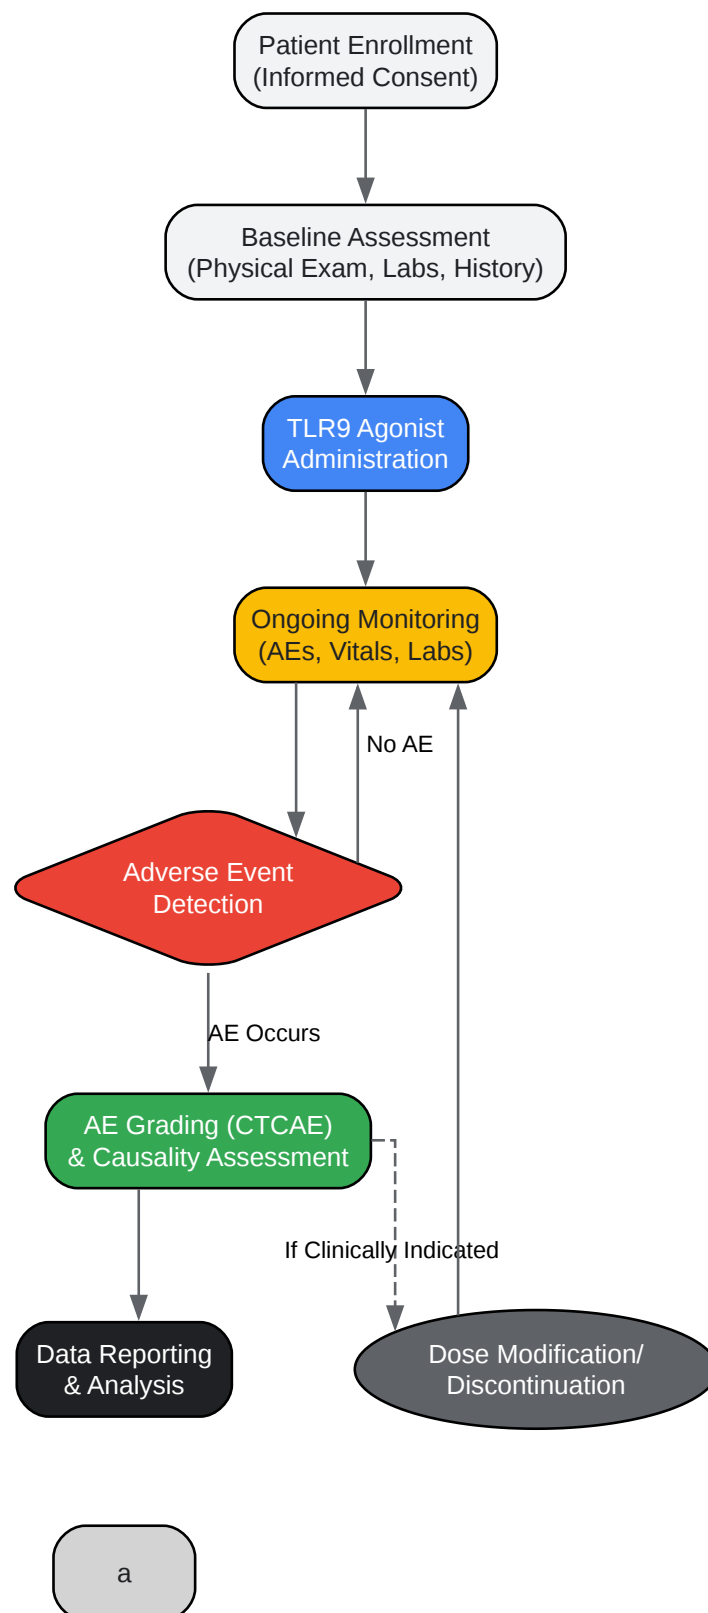 Patient Enrollment
(Informed Consent)
Baseline Assessment
(Physical Exam, Labs, History)
TLR9 Agonist
Administration
Ongoing Monitoring
(AEs, Vitals, Labs)
No AE
Adverse Event
Detection
AE Occurs
AE Grading (CTCAE)
& Causality Assessment
If Clinically Indicated
Data Reporting
& Analysis
Dose Modification/
Discontinuation
a